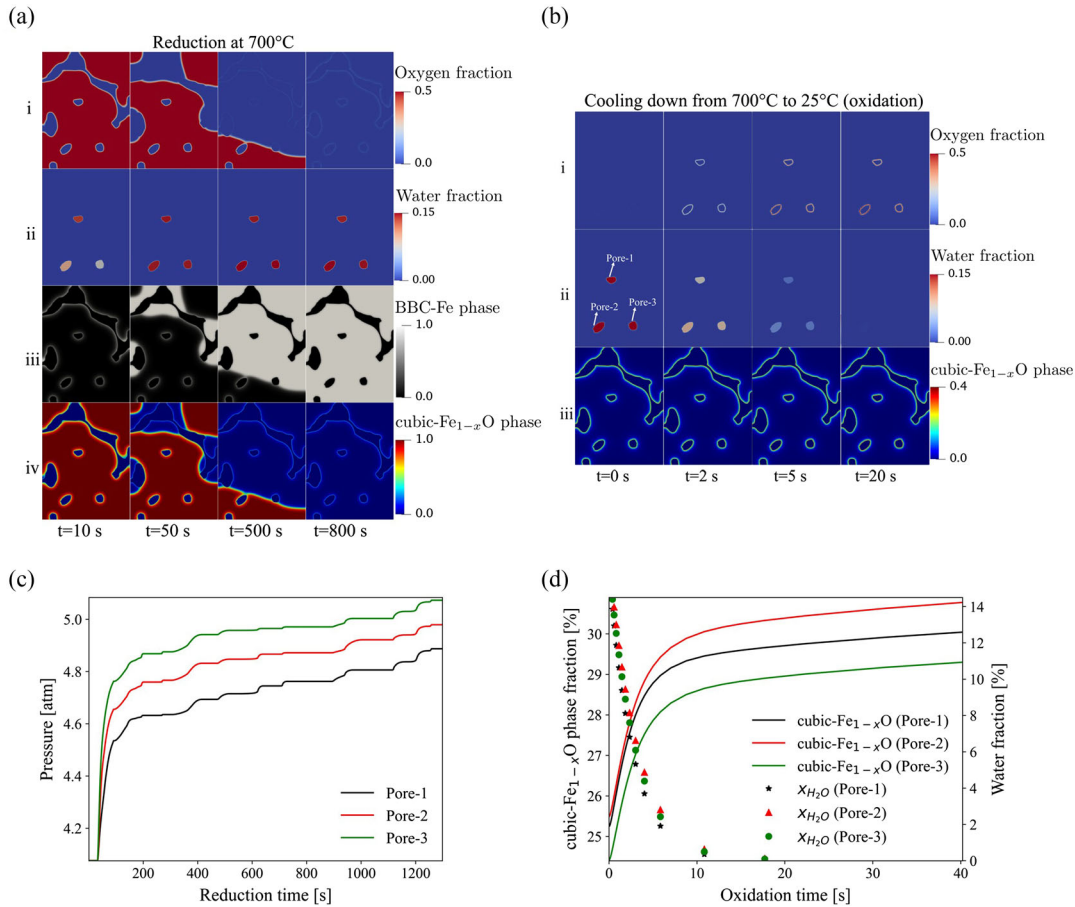 (a)
Reduction at 700°C
Oxygen fraction
0.5
0.0
i
Water fraction
0.15
0.00
ii
BBC-Fe phase
1.0
0.0
iii
cubic-Fe₁₋ₓO phase
1.0
0.0
iv
t=10 s
t=50 s
t=500 s
t=800 s
(b)
Cooling down from 700°C to 25°C (oxidation)
Oxygen fraction
0.5
0.0
i
Water fraction
0.15
0.00
ii
Pore-1
Pore-2
Pore-3
cubic-Fe₁₋ₓO phase
0.4
0.0
iii
t=0 s
t=2 s
t=5 s
t=20 s
(c)
Pressure [atm]
5.0
4.8
4.6
4.4
4.2
200
400
600
800
1000
1200
Reduction time [s]
Pore-1
Pore-2
Pore-3
(d)
cubic-Fe₁₋ₓO phase fraction [%]
30
29
28
27
26
25
0
10
20
30
40
Oxidation time [s]
Water fraction [%]
14
12
10
8
6
4
2
0
cubic-Fe₁₋ₓO (Pore-1)
cubic-Fe₁₋ₓO (Pore-2)
cubic-Fe₁₋ₓO (Pore-3)
x_H₂O (Pore-1)
x_H₂O (Pore-2)
x_H₂O (Pore-3)